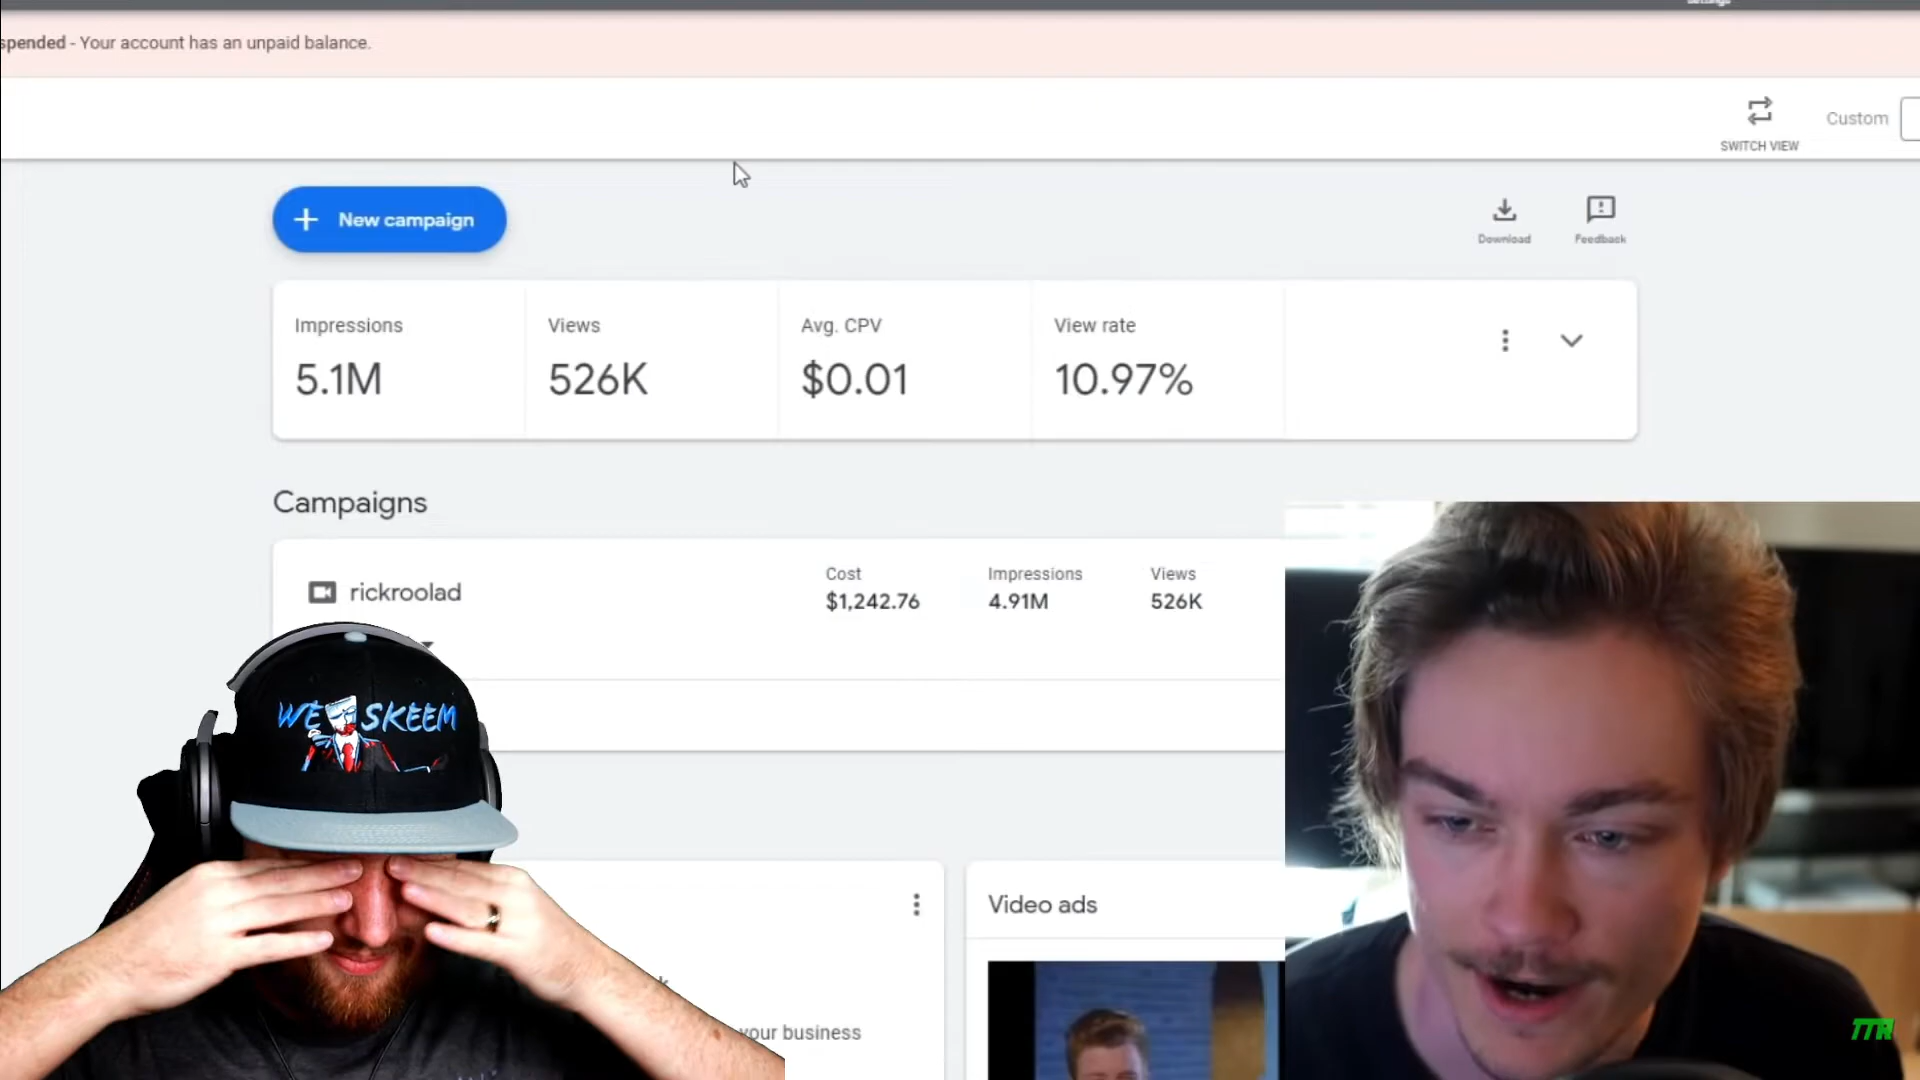 spended - Your account has an unpaid balance.
SWITCH VIEW
Custom
New campaign
Download
Feedback
Impressions
5.1M
Views
526K
Avg. CPV
$0.01
View rate
10.97%
Campaigns
rickroolad
Cost
$1,242.76
Impressions
4.91M
Views
526K
WE SKEEM
Video ads
your business